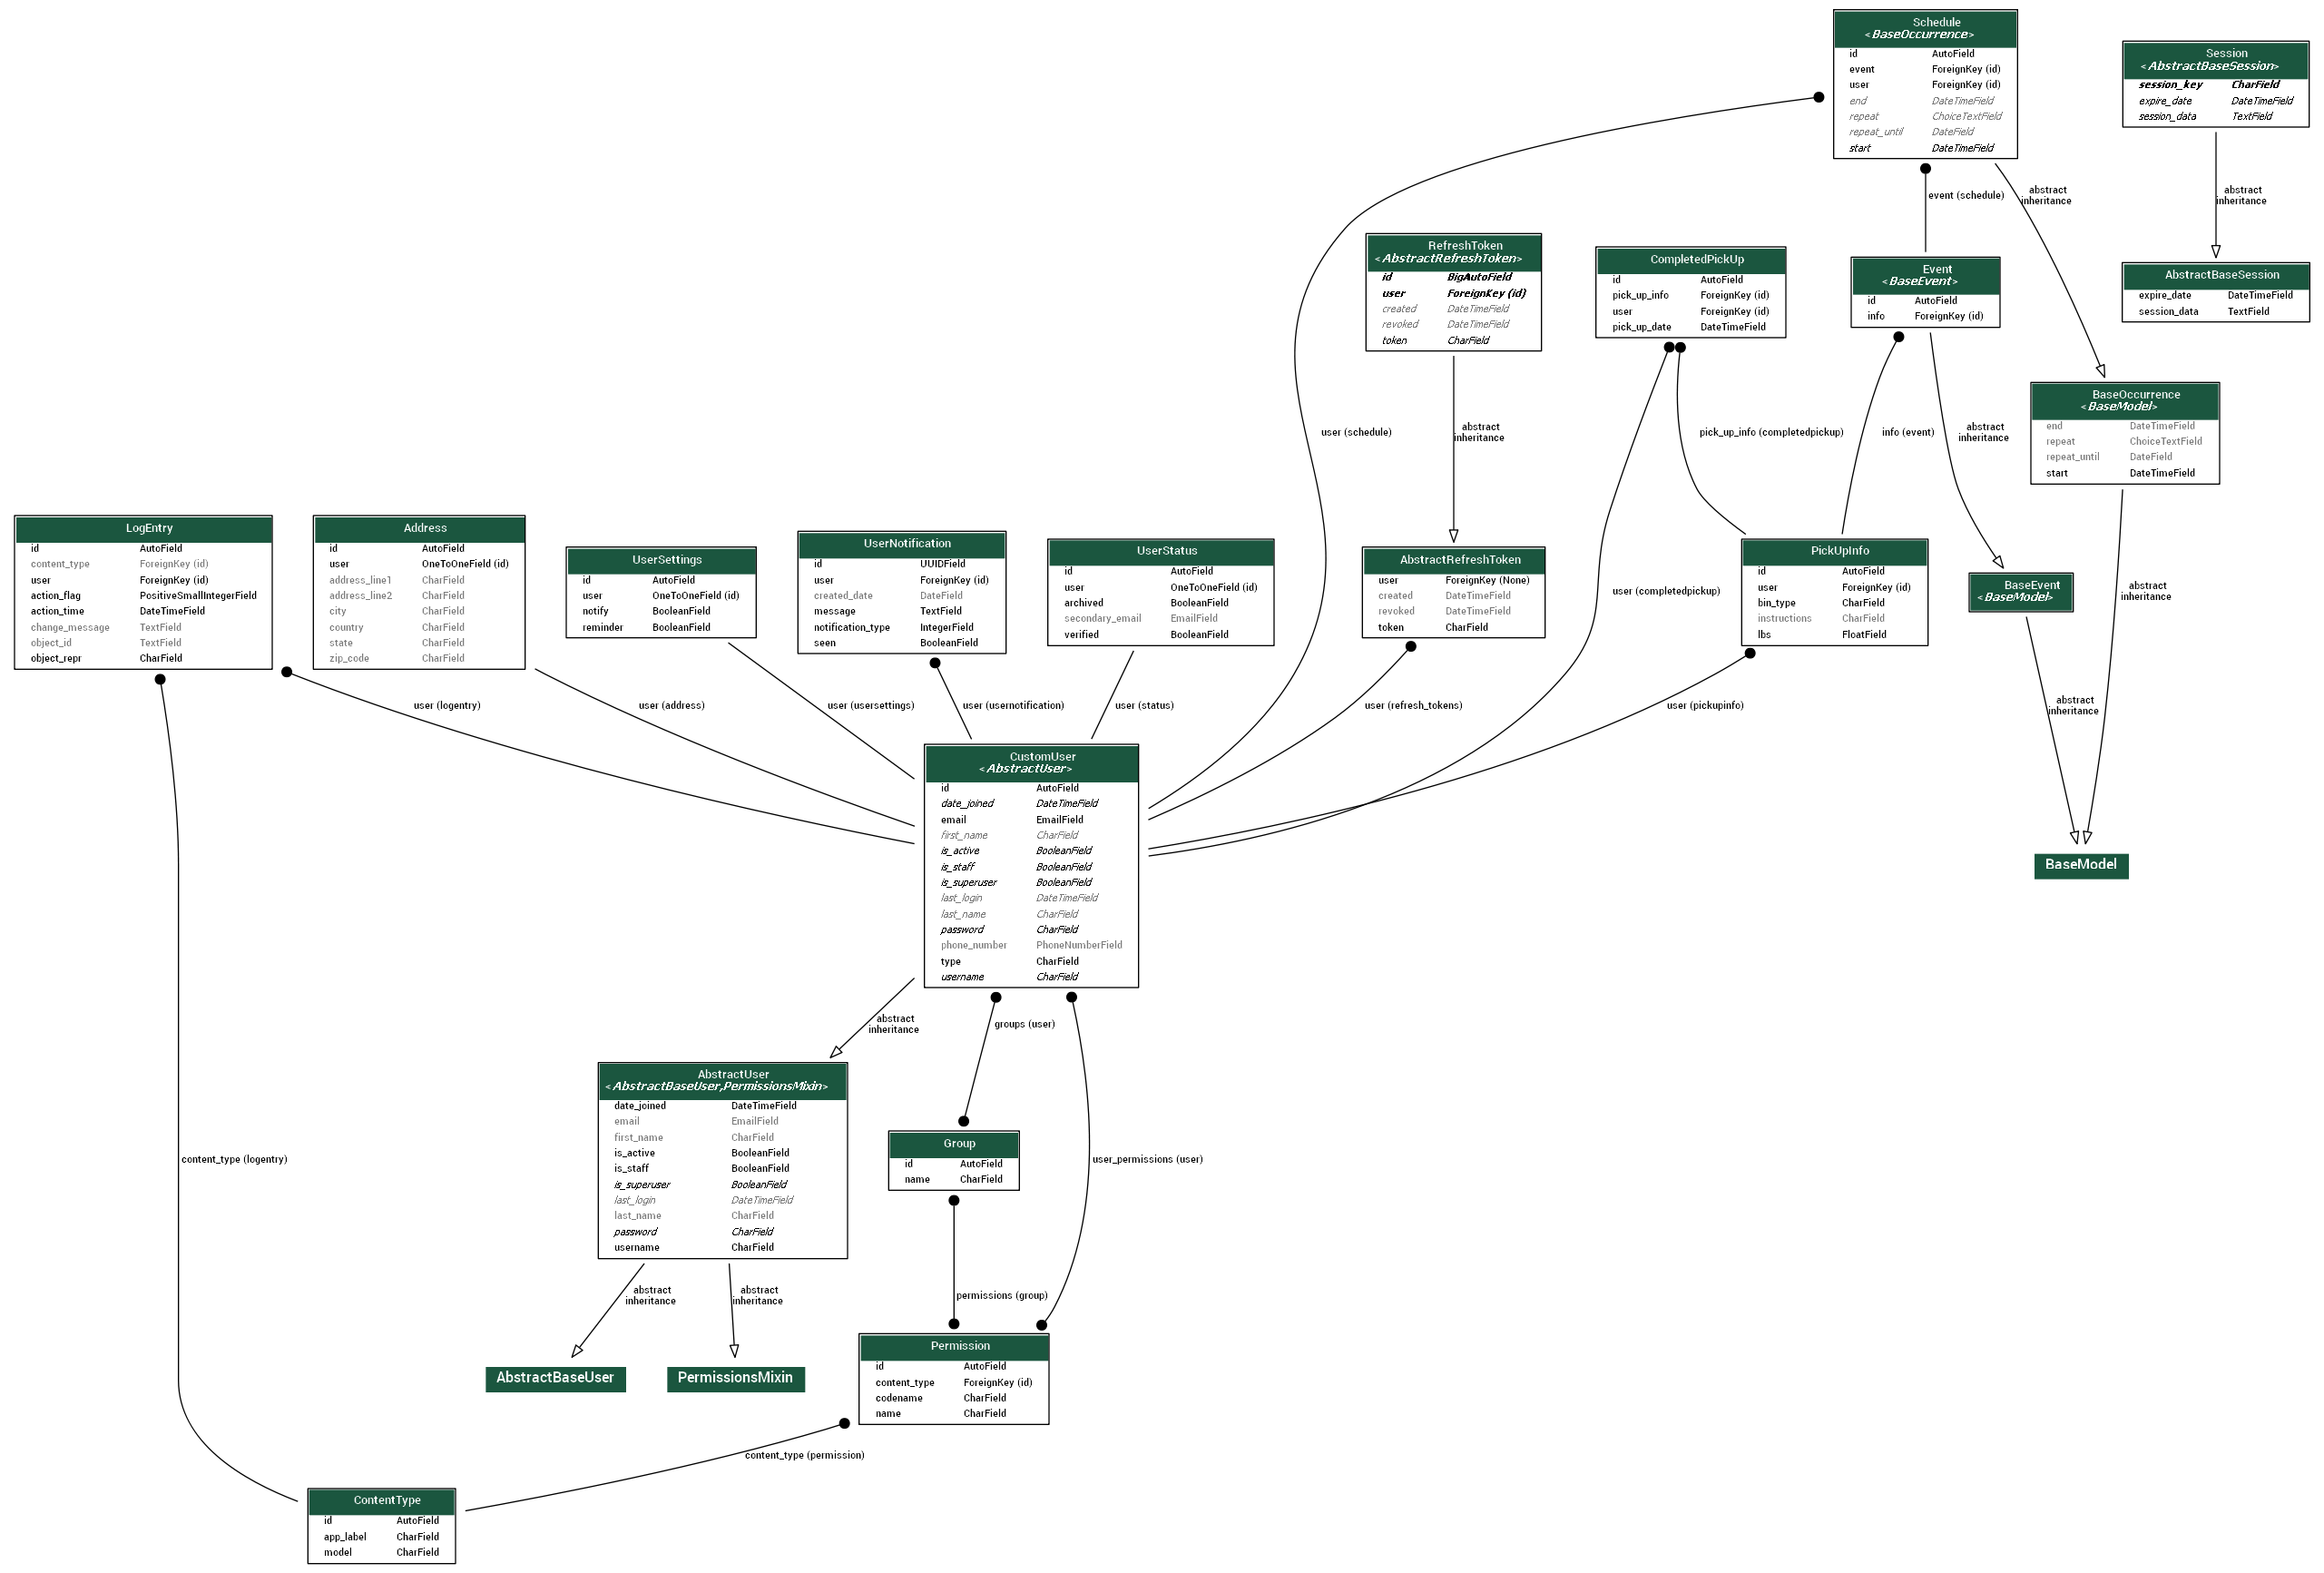 Schedule
<BaseOccurrence>
id AutoField
event ForeignKey (id)
user ForeignKey (id)
end DateTimeField
repeat ChoiceTextField
repeat_until DateField
start DateTimeField
Session
<AbstractBaseSession>
session_key CharField
expire_date DateTimeField
session_data TextField
event (schedule)
abstract
inheritance
abstract
inheritance
RefreshToken
<AbstractRefreshToken>
id BigAutoField
user ForeignKey (id)
created DateTimeField
revoked DateTimeField
token CharField
CompletedPickUp
id AutoField
pick_up_info ForeignKey (id)
user ForeignKey (id)
pick_up_date DateTimeField
Event
<BaseEvent>
id AutoField
info ForeignKey (id)
AbstractBaseSession
expire_date DateTimeField
session_data TextField
BaseOccurrence
<BaseModel>
end DateTimeField
repeat ChoiceTextField
repeat_until DateField
start DateTimeField
user (schedule)
abstract
inheritance
pick_up_info (completedpickup)
info (event)
abstract
inheritance
LogEntry
id AutoField
content_type ForeignKey (id)
user ForeignKey (id)
action_flag PositiveSmallIntegerField
action_time DateTimeField
change_message TextField
object_id TextField
object_repr CharField
Address
id AutoField
user OneToOneField (id)
address_line1 CharField
address_line2 CharField
city CharField
country CharField
state CharField
zip_code CharField
UserSettings
id AutoField
user OneToOneField (id)
notify BooleanField
reminder BooleanField
UserNotification
id UUIDField
user ForeignKey (id)
created_date DateField
message TextField
notification_type IntegerField
seen BooleanField
UserStatus
id AutoField
user OneToOneField (id)
archived BooleanField
secondary_email EmailField
verified BooleanField
AbstractRefreshToken
user ForeignKey (None)
created DateTimeField
revoked DateTimeField
token CharField
user (completedpickup)
PickUpInfo
id AutoField
user ForeignKey (id)
bin_type CharField
instructions CharField
lbs FloatField
BaseEvent
<BaseModel>
abstract
inheritance
user (logentry)
user (address)
user (usersettings)
user (usernotification)
user (status)
user (refresh_tokens)
user (pickupinfo)
abstract
inheritance
CustomUser
<AbstractUser>
id AutoField
date_joined DateTimeField
email EmailField
first_name CharField
is_active BooleanField
is_staff BooleanField
is_superuser BooleanField
last_login DateTimeField
last_name CharField
password CharField
phone_number PhoneNumberField
type CharField
username CharField
BaseModel
abstract
inheritance
groups (user)
AbstractUser
<AbstractBaseUser,PermissionsMixin>
date_joined DateTimeField
email EmailField
first_name CharField
is_active BooleanField
is_staff BooleanField
is_superuser BooleanField
last_login DateTimeField
last_name CharField
password CharField
username CharField
Group
id AutoField
name CharField
content_type (logentry)
user_permissions (user)
abstract
inheritance
abstract
inheritance
permissions (group)
AbstractBaseUser
PermissionsMixin
Permission
id AutoField
content_type ForeignKey (id)
codename CharField
name CharField
content_type (permission)
ContentType
id AutoField
app_label CharField
model CharField